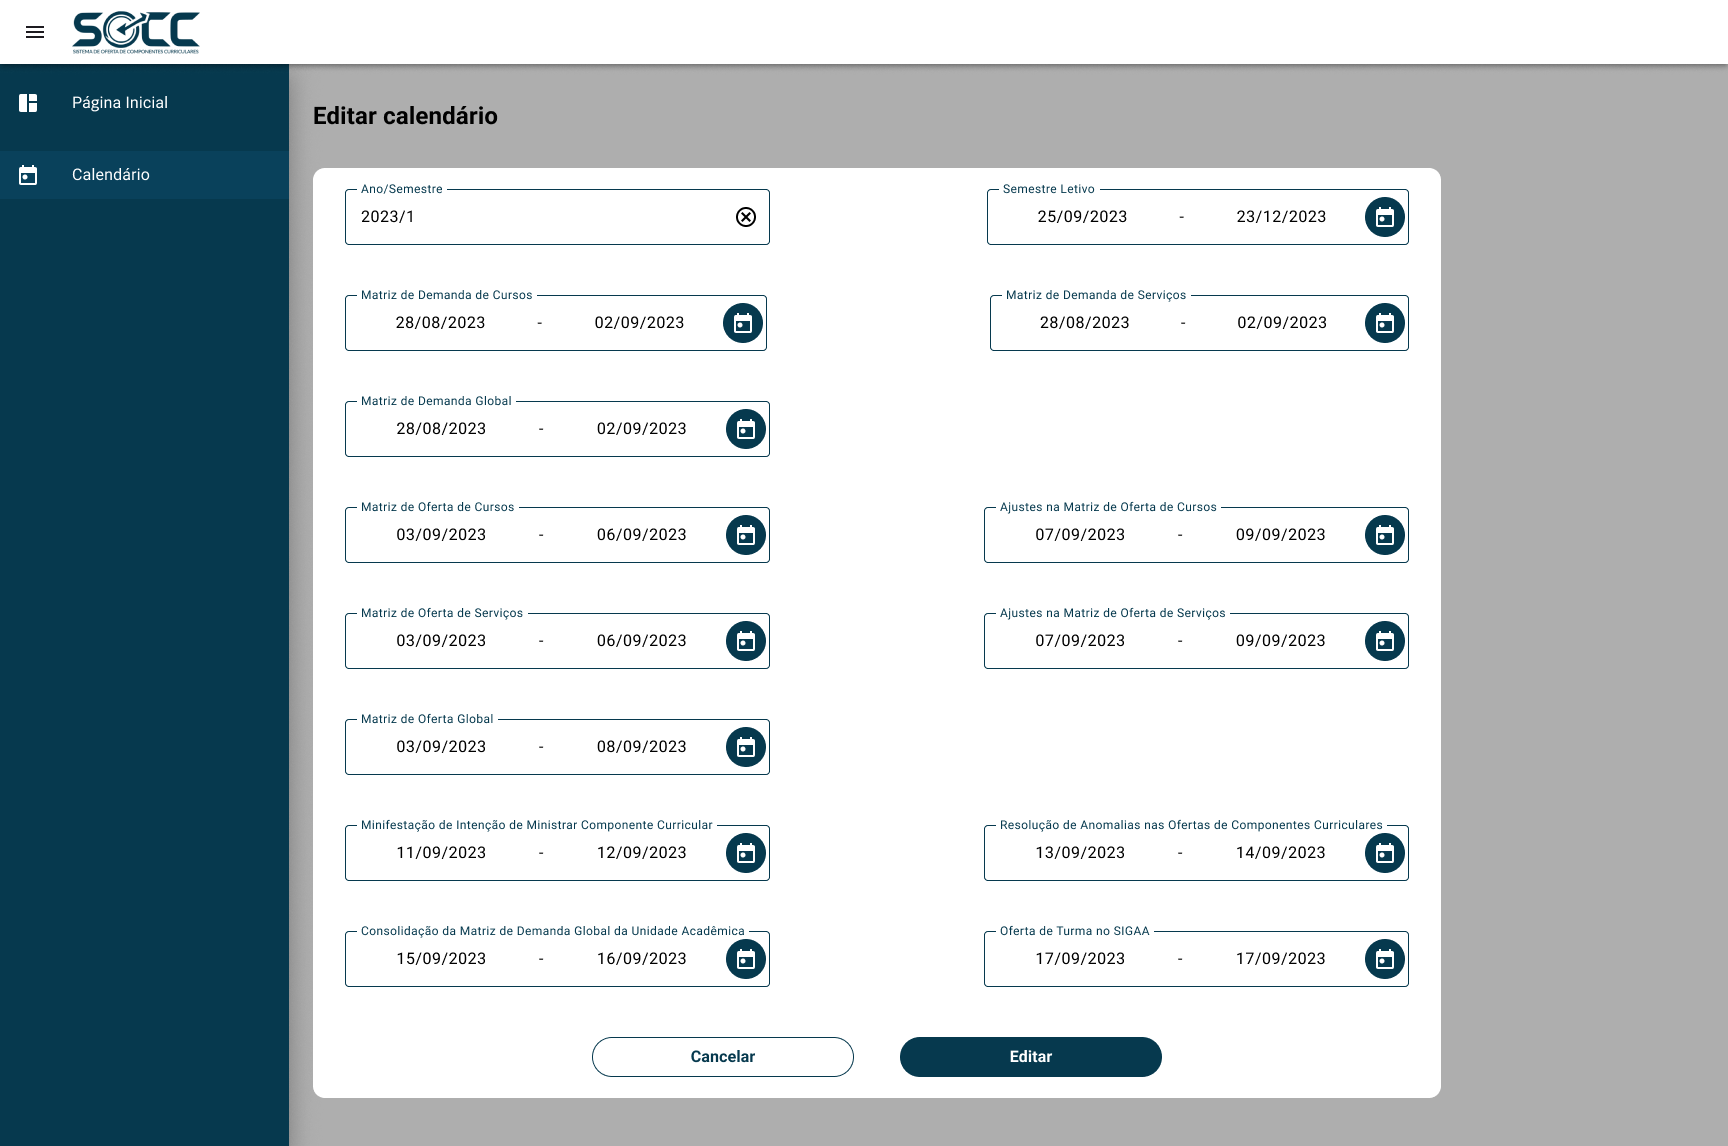 SOCC
SISTEMA DE OFERTA DE COMPONENTES CURRICULARES
Página Inicial
Calendário
Editar calendário
Ano/Semestre
2023/1
Semestre Letivo
25/09/2023 - 23/12/2023
Matriz de Demanda de Cursos
28/08/2023 - 02/09/2023
Matriz de Demanda de Serviços
28/08/2023 - 02/09/2023
Matriz de Demanda Global
28/08/2023 - 02/09/2023
Matriz de Oferta de Cursos
03/09/2023 - 06/09/2023
Ajustes na Matriz de Oferta de Cursos
07/09/2023 - 09/09/2023
Matriz de Oferta de Serviços
03/09/2023 - 06/09/2023
Ajustes na Matriz de Oferta de Serviços
07/09/2023 - 09/09/2023
Matriz de Oferta Global
03/09/2023 - 08/09/2023
Minifestação de Intenção de Ministrar Componente Curricular
11/09/2023 - 12/09/2023
Resolução de Anomalias nas Ofertas de Componentes Curriculares
13/09/2023 - 14/09/2023
Consolidação da Matriz de Demanda Global da Unidade Acadêmica
15/09/2023 - 16/09/2023
Oferta de Turma no SIGAA
17/09/2023 - 17/09/2023
Cancelar
Editar